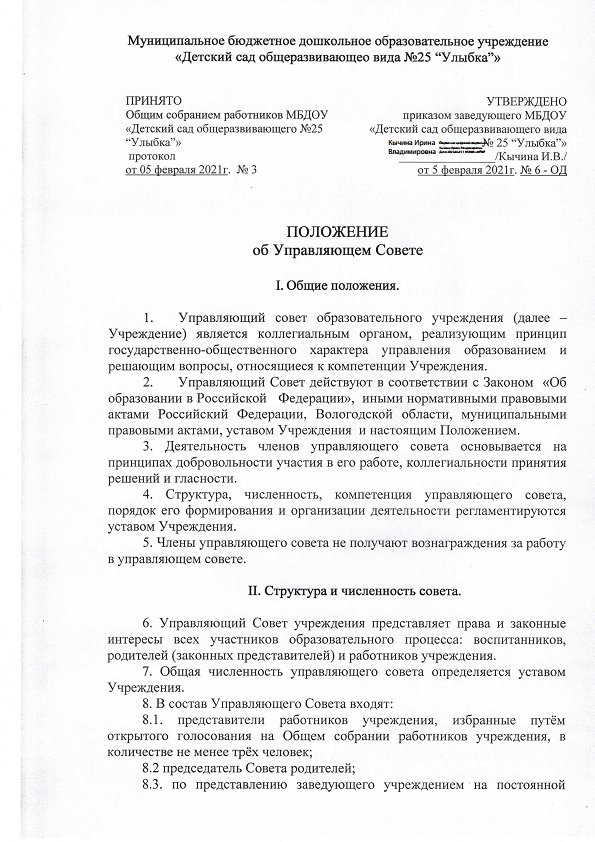 Муниципальное бюджетное дошкольное образовательное учреждение
«Детский сад общеразвивающео вида №25 “Улыбка”»
ПРИНЯТО
Общим собранием работников МБДОУ
«Детский сад общеразвивающего №25
“Улыбка”»
протокол
от 05 февраля 2021г. № 3
УТВЕРЖДЕНО
приказом заведующего МБДОУ
«Детский сад общеразвивающего вида
№ 25 “Улыбка”»
Кычина Ирина
Владимировна
/Кычина И.В./
от 5 февраля 2021г. № 6 - ОД
ПОЛОЖЕНИЕ
об Управляющем Совете
I. Общие положения.
1. Управляющий совет образовательного учреждения (далее –
Учреждение) является коллегиальным органом, реализующим принцип
государственно-общественного характера управления образованием и
решающим вопросы, относящиеся к компетенции Учреждения.
2. Управляющий Совет действуют в соответствии с Законом «Об
образовании в Российской Федерации», иными нормативными правовыми
актами Российский Федерации, Вологодской области, муниципальными
правовыми актами, уставом Учреждения и настоящим Положением.
3. Деятельность членов управляющего совета основывается на
принципах добровольности участия в его работе, коллегиальности принятия
решений и гласности.
4. Структура, численность, компетенция управляющего совета,
порядок его формирования и организации деятельности регламентируются
уставом Учреждения.
5. Члены управляющего совета не получают вознаграждения за работу
в управляющем совете.
II. Структура и численность совета.
6. Управляющий Совет учреждения представляет права и законные
интересы всех участников образовательного процесса: воспитанников,
родителей (законных представителей) и работников учреждения.
7. Общая численность управляющего совета определяется уставом
Учреждения.
8. В состав Управляющего Совета входят:
8.1. представители работников учреждения, избранные путём
открытого голосования на Общем собрании работников учреждения, в
количестве не менее трёх человек;
8.2 председатель Совета родителей;
8.3. по представлению заведующего учреждением на постоянной